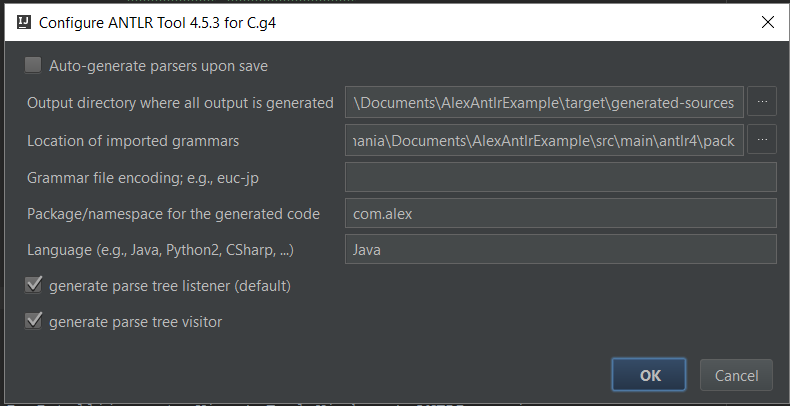 Configure ANTLR Tool 4.5.3 for C.g4
Auto-generate parsers upon save
Output directory where all output is generated \Documents\AlexAntlrExample\target\generated-sources ...
Location of imported grammars ania\Documents\AlexAntlrExample\src\main\antlr4\pack ...
Grammar file encoding; e.g., euc-jp
Package/namespace for the generated code com.alex
Language (e.g., Java, Python2, CSharp, ...) Java
generate parse tree listener (default)
generate parse tree visitor
OK Cancel